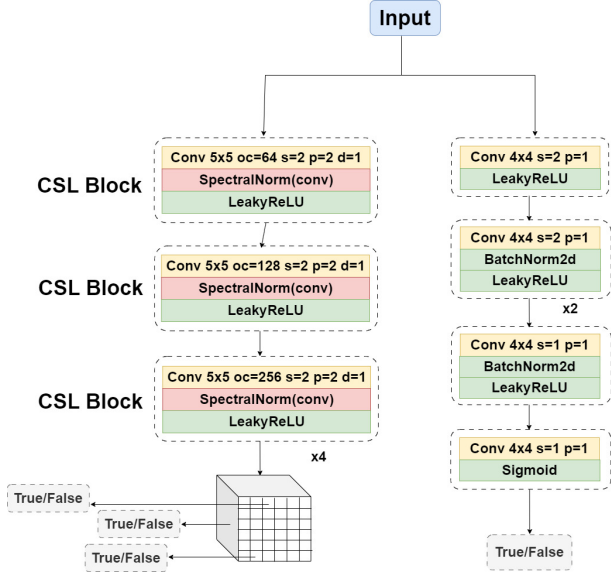 Input
CSL Block
Conv 5x5 oc=64 s=2 p=2 d=1
SpectralNorm(conv)
LeakyReLU
CSL Block
Conv 5x5 oc=128 s=2 p=2 d=1
SpectralNorm(conv)
LeakyReLU
CSL Block
Conv 5x5 oc=256 s=2 p=2 d=1
SpectralNorm(conv)
LeakyReLU
x4
True/False
True/False
True/False
Conv 4x4 s=2 p=1
LeakyReLU
Conv 4x4 s=2 p=1
BatchNorm2d
LeakyReLU
x2
Conv 4x4 s=1 p=1
BatchNorm2d
LeakyReLU
Conv 4x4 s=1 p=1
Sigmoid
True/False